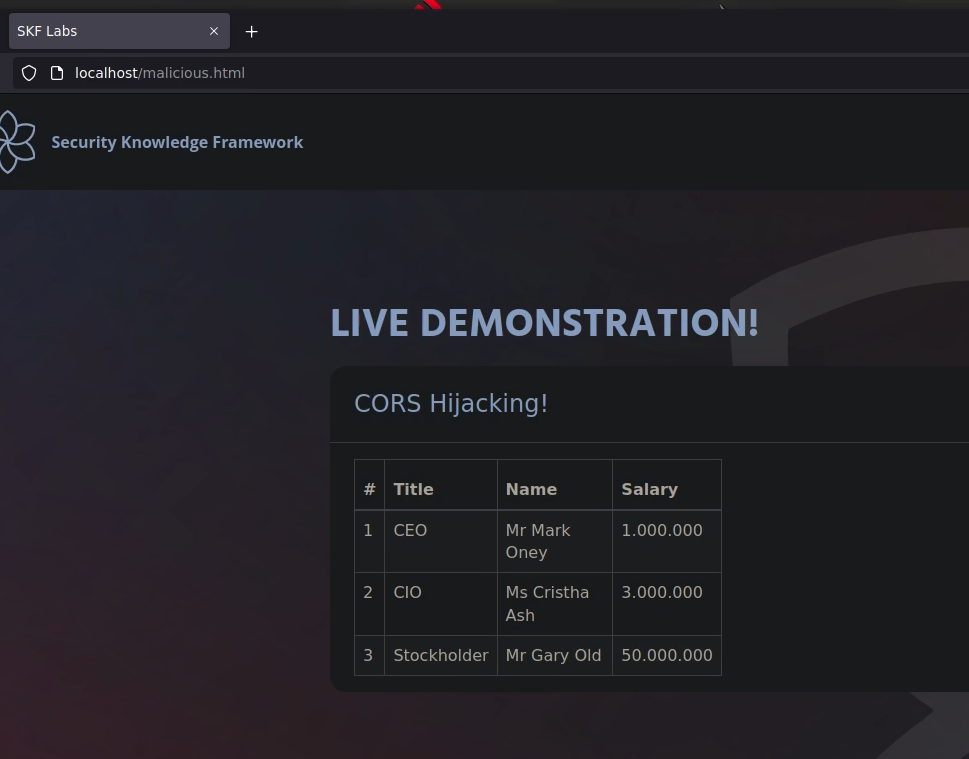 SKF Labs
localhost/malicious.html
Security Knowledge Framework
LIVE DEMONSTRATION!
CORS Hijacking!
# Title Name Salary
1 CEO Mr Mark 1.000.000
Oney
2 CIO Ms Cristha 3.000.000
Ash
3 Stockholder Mr Gary Old 50.000.000